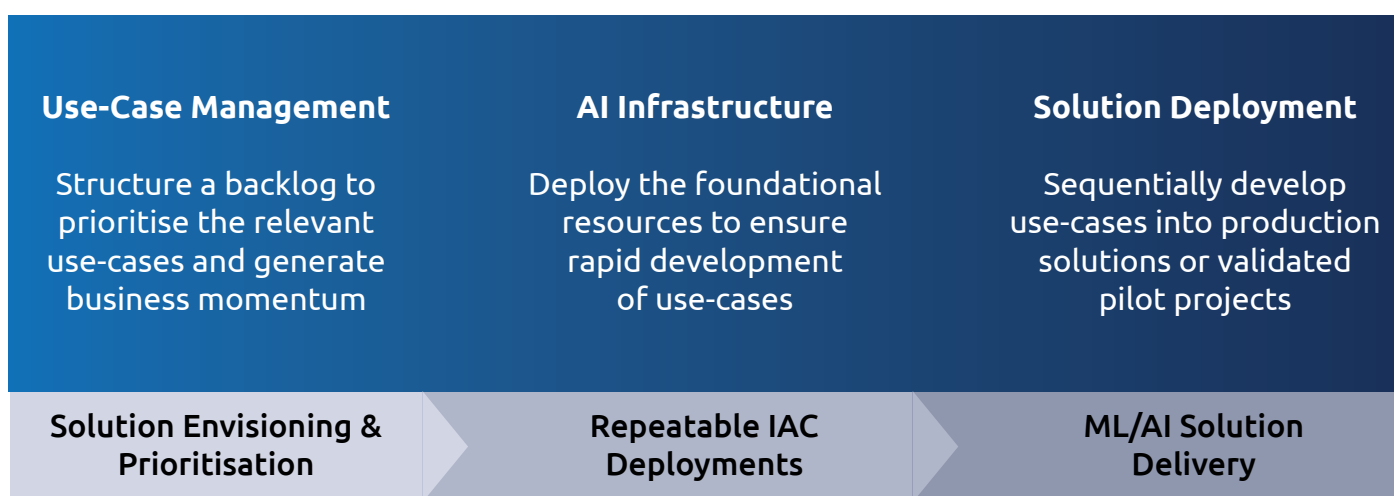 Use-Case Management
Structure a backlog to
prioritise the relevant
use-cases and generate
business momentum
AI Infrastructure
Deploy the foundational
resources to ensure
rapid development
of use-cases
Solution Deployment
Sequentially develop
use-cases into production
solutions or validated
pilot projects
Solution Envisioning &
Prioritisation
Repeatable IAC
Deployments
ML/AI Solution
Delivery